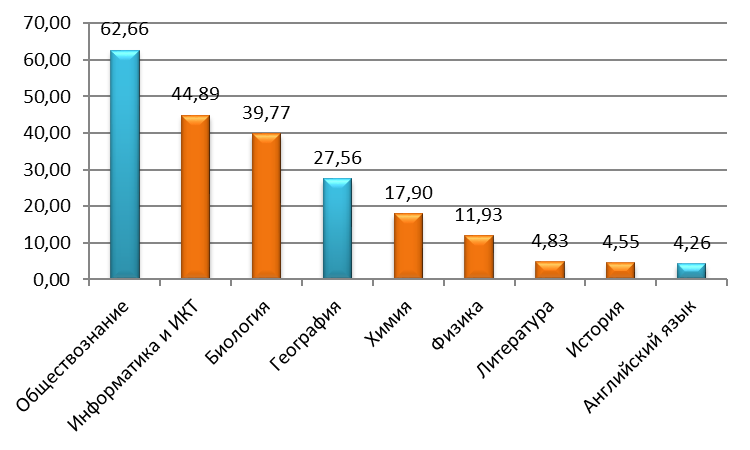 70,00
60,00
50,00
40,00
30,00
20,00
10,00
0,00
62,66
44,89
39,77
27,56
17,90
11,93
4,83
4,55
4,26
Обществознание
Информатика и ИКТ
Биология
География
Химия
Физика
Литература
История
Английский язык